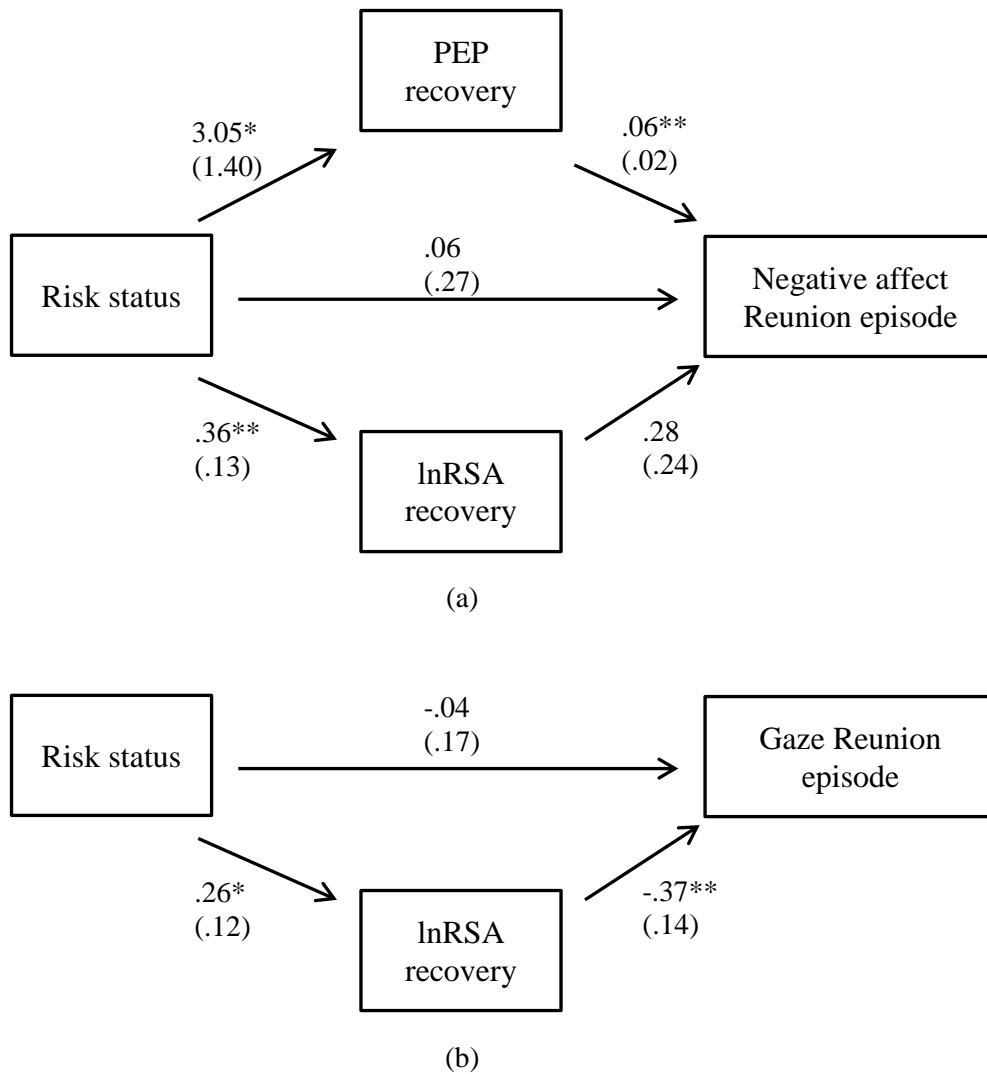 PEP
recovery
3.05*
(1.40)
.06**
(.02)
Risk status
.06
(.27)
Negative affect
Reunion episode
.36**
(.13)
lnRSA
recovery
.28
(.24)
(a)
Risk status
-.04
(.17)
Gaze Reunion
episode
.26*
(.12)
lnRSA
recovery
-.37**
(.14)
(b)